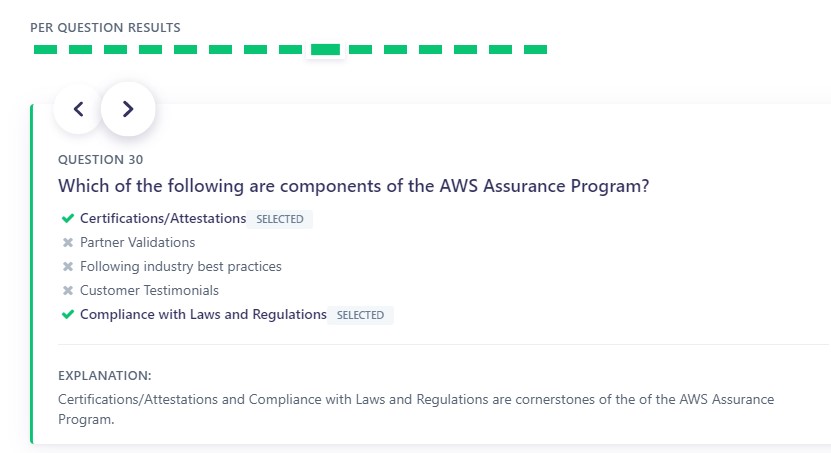 PER QUESTION RESULTS
QUESTION 30
Which of the following are components of the AWS Assurance Program?
Certifications/Attestations SELECTED
Partner Validations
Following industry best practices
Customer Testimonials
Compliance with Laws and Regulations SELECTED
EXPLANATION:
Certifications/Attestations and Compliance with Laws and Regulations are cornerstones of the of the AWS Assurance
Program.